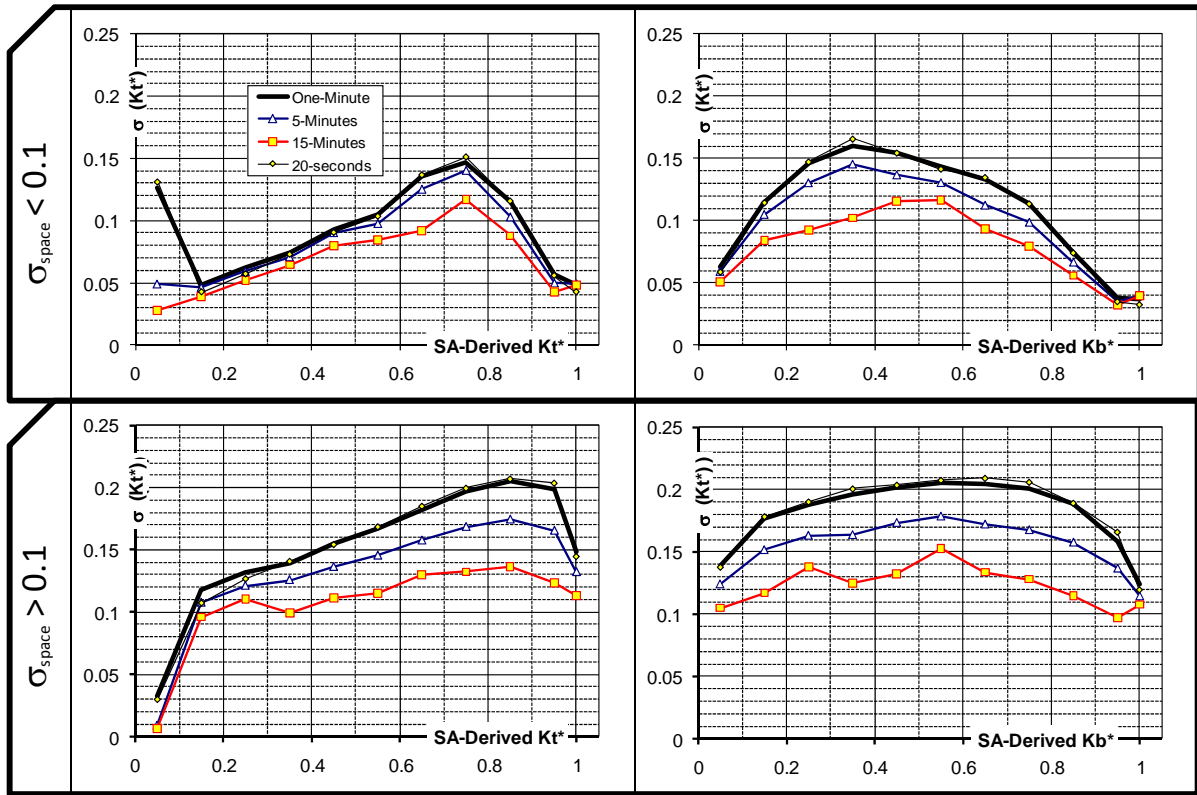 σspace < 0.1
0.25
0.2
0.15
0.1
0.05
0
σ (Kt*)
One-Minute
5-Minutes
15-Minutes
20-seconds
SA-Derived Kt*
0 0.2 0.4 0.6 0.8 1
0.25
0.2
0.15
0.1
0.05
0
σ (Kt*)
SA-Derived Kb*
0 0.2 0.4 0.6 0.8 1
σspace > 0.1
0.25
0.2
0.15
0.1
0.05
0
σ (Kt*)
SA-Derived Kt*
0 0.2 0.4 0.6 0.8 1
0.25
0.2
0.15
0.1
0.05
0
σ (Kt*) )
SA-Derived Kb*
0 0.2 0.4 0.6 0.8 1